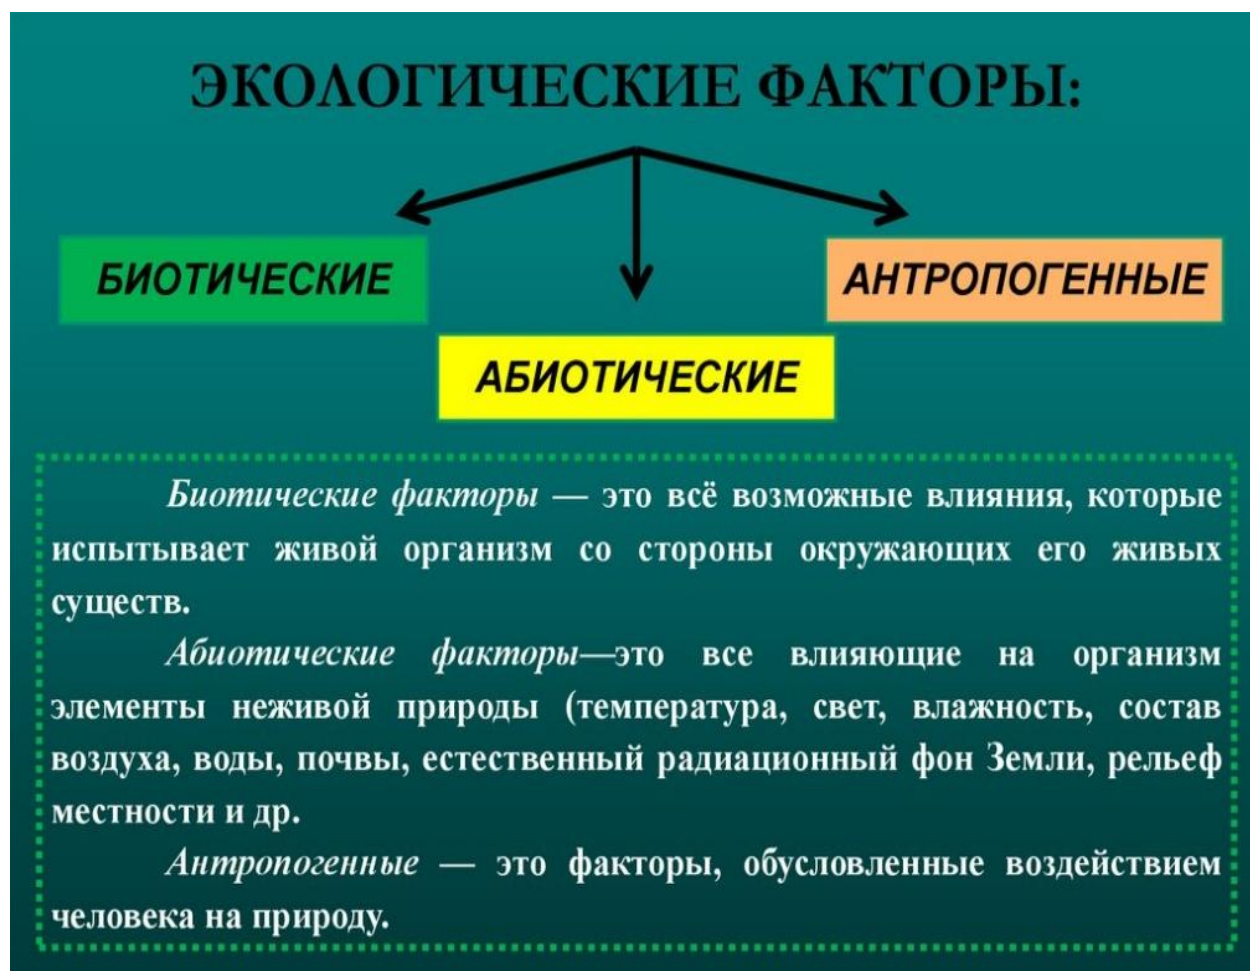 ЭКОЛОГИЧЕСКИЕ ФАКТОРЫ:
БИОТИЧЕСКИЕ
АНТРОПОГЕННЫЕ
АБИОТИЧЕСКИЕ
Биотические факторы — это всё возможные влияния, которые
испытывает живой организм со стороны окружающих его живых
существ.
Абиотические факторы—это все влияющие на организм
элементы неживой природы (температура, свет, влажность, состав
воздуха, воды, почвы, естественный радиационный фон Земли, рельеф
местности и др.
Антропогенные — это факторы, обусловленные воздействием
человека на природу.